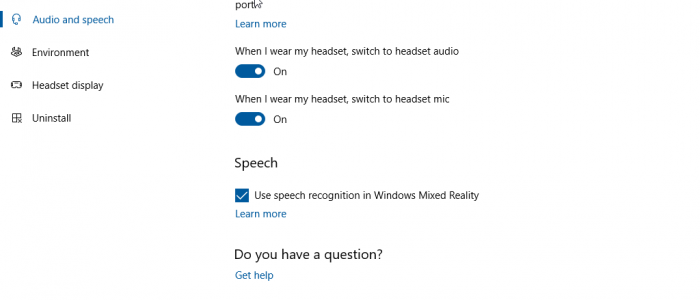 port
Audio and speech
Learn more
Environment
When I wear my headset, switch to headset audio
On
Headset display
When I wear my headset, switch to headset mic
Uninstall
On
Speech
Use speech recognition in Windows Mixed Reality
Learn more
Do you have a question?
Get help